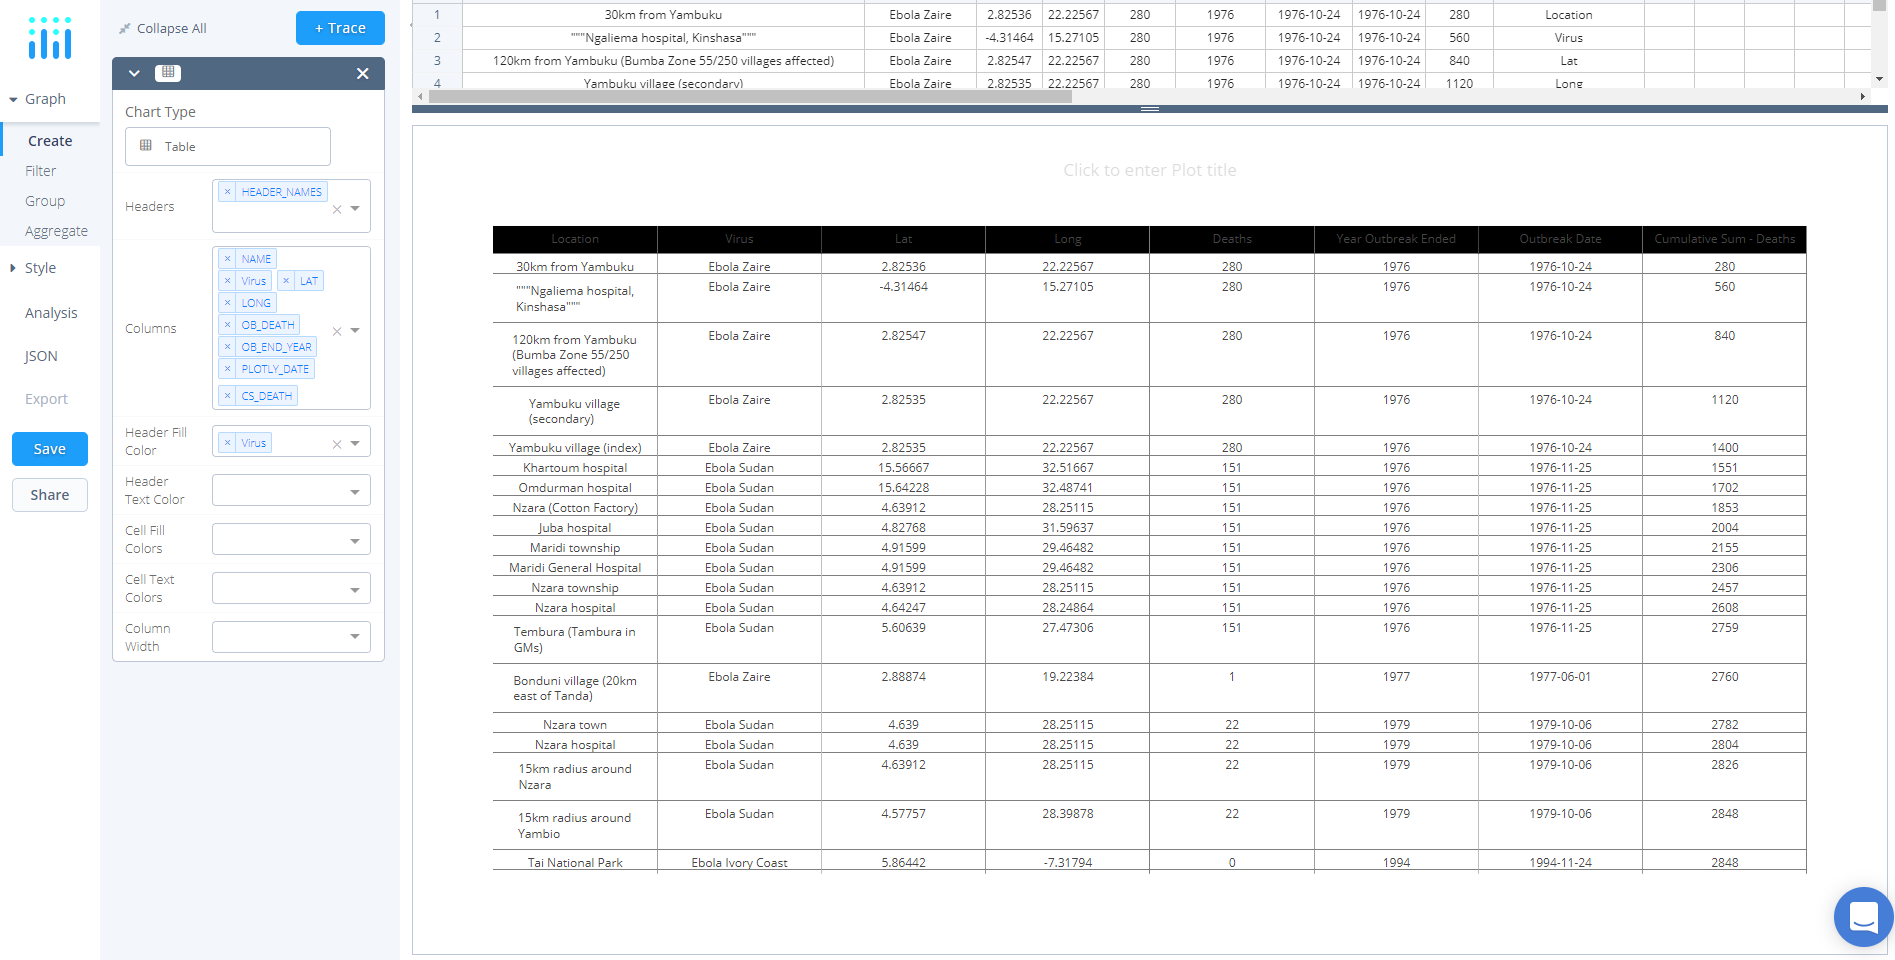 Collapse All
+ Trace
Graph
Create
Filter
Group
Aggregate
Style
Analysis
JSON
Export
Save
Share
Chart Type
Table
Headers
× HEADER_NAMES
Columns
× NAME
× Virus × LAT
× LONG
× OB_DEATH
× OB_END_YEAR
× PLOTLY_DATE
× CS_DEATH
Header Fill
Color
× Virus
Header
Text Color
Cell Fill
Colors
Cell Text
Colors
Column
Width
1 30km from Yambuku Ebola Zaire 2.82536 22.22567 280 1976 1976-10-24 1976-10-24 280 Location
2 """Ngaliema hospital, Kinshasa""" Ebola Zaire -4.31464 15.27105 280 1976 1976-10-24 1976-10-24 560 Virus
3 120km from Yambuku (Bumba Zone 55/250 villages affected) Ebola Zaire 2.82547 22.22567 280 1976 1976-10-24 1976-10-24 840 Lat
4 Yambuku village (secondary) Ebola Zaire 2.82535 22.22567 280 1976 1976-10-24 1976-10-24 1120 Long
Click to enter Plot title
Location Virus Lat Long Deaths Year Outbreak Ended Outbreak Date Cumulative Sum - Deaths
30km from Yambuku Ebola Zaire 2.82536 22.22567 280 1976 1976-10-24 280
"""Ngaliema hospital, Ebola Zaire -4.31464 15.27105 280 1976 1976-10-24 560
Kinshasa"""
120km from Yambuku Ebola Zaire 2.82547 22.22567 280 1976 1976-10-24 840
(Bumba Zone 55/250
villages affected)
Yambuku village Ebola Zaire 2.82535 22.22567 280 1976 1976-10-24 1120
(secondary)
Yambuku village (index) Ebola Zaire 2.82535 22.22567 280 1976 1976-10-24 1400
Khartoum hospital Ebola Sudan 15.56667 32.51667 151 1976 1976-11-25 1551
Omdurman hospital Ebola Sudan 15.64228 32.48741 151 1976 1976-11-25 1702
Nzara (Cotton Factory) Ebola Sudan 4.63912 28.25115 151 1976 1976-11-25 1853
Juba hospital Ebola Sudan 4.82768 31.59637 151 1976 1976-11-25 2004
Maridi township Ebola Sudan 4.91599 29.46482 151 1976 1976-11-25 2155
Maridi General Hospital Ebola Sudan 4.91599 29.46482 151 1976 1976-11-25 2306
Nzara township Ebola Sudan 4.63912 28.25115 151 1976 1976-11-25 2457
Nzara hospital Ebola Sudan 4.64247 28.24864 151 1976 1976-11-25 2608
Tembura (Tambura in Ebola Sudan 5.60639 27.47306 151 1976 1976-11-25 2759
GMs)
Bonduni village (20km Ebola Zaire 2.88874 19.22384 1 1977 1977-06-01 2760
east of Tanda)
Nzara town Ebola Sudan 4.639 28.25115 22 1979 1979-10-06 2782
Nzara hospital Ebola Sudan 4.639 28.25115 22 1979 1979-10-06 2804
15km radius around Ebola Sudan 4.63912 28.25115 22 1979 1979-10-06 2826
Nzara
15km radius around Ebola Sudan 4.57757 28.39878 22 1979 1979-10-06 2848
Yambio
Tai National Park Ebola Ivory Coast 5.86442 -7.31794 0 1994 1994-11-24 2848